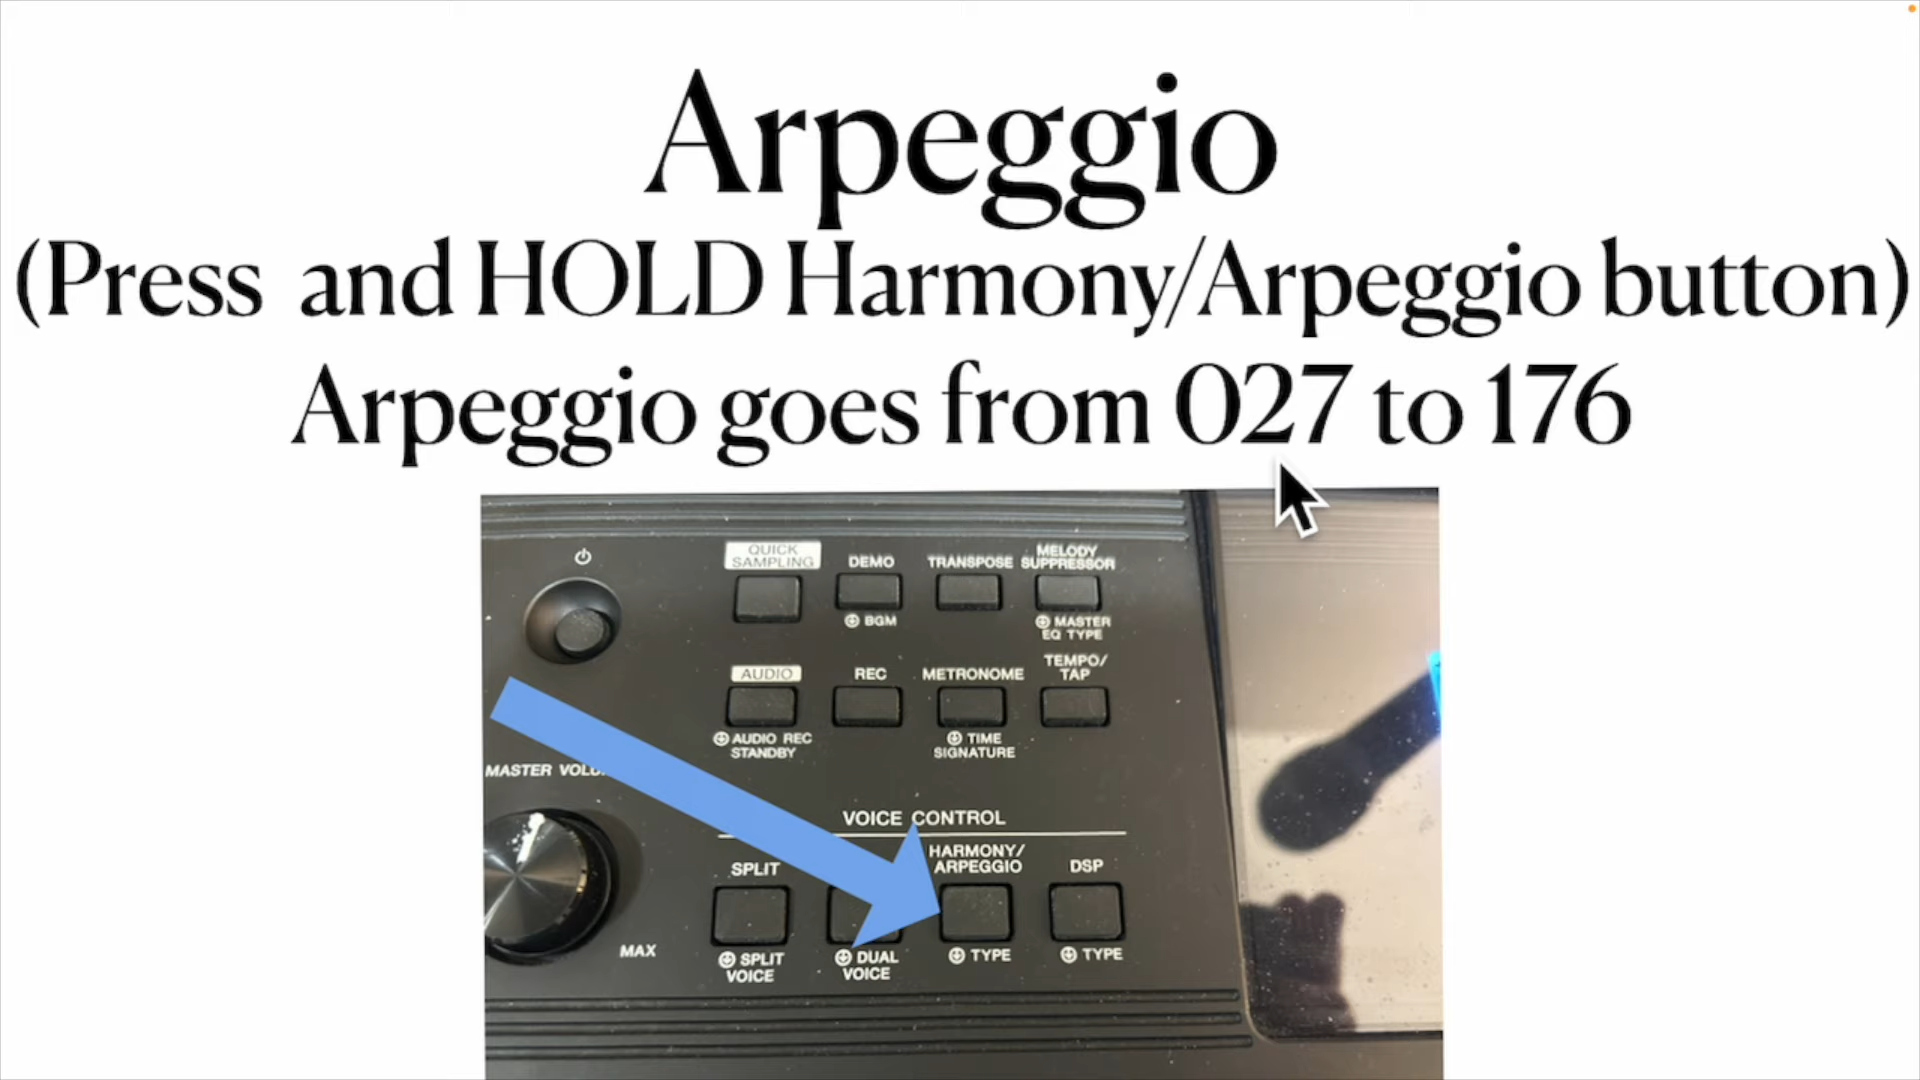 Arpeggio
(Press and HOLD Harmony/Arpeggio button)
Arpeggio goes from 027 to 176
QUICK
SAMPLING
DEMO
TRANSPOSE
MELODY
SUPPRESSOR
BGM
MASTER
EQ TYPE
AUDIO
REC
METRONOME
TEMPO/
TAP
AUDIO REC
STANDBY
TIME
SIGNATURE
MASTER
VOICE CONTROL
SPLIT
HARMONY/
ARPEGGIO
DSP
MAX
SPLIT
VOICE
DUAL
VOICE
TYPE
TYPE